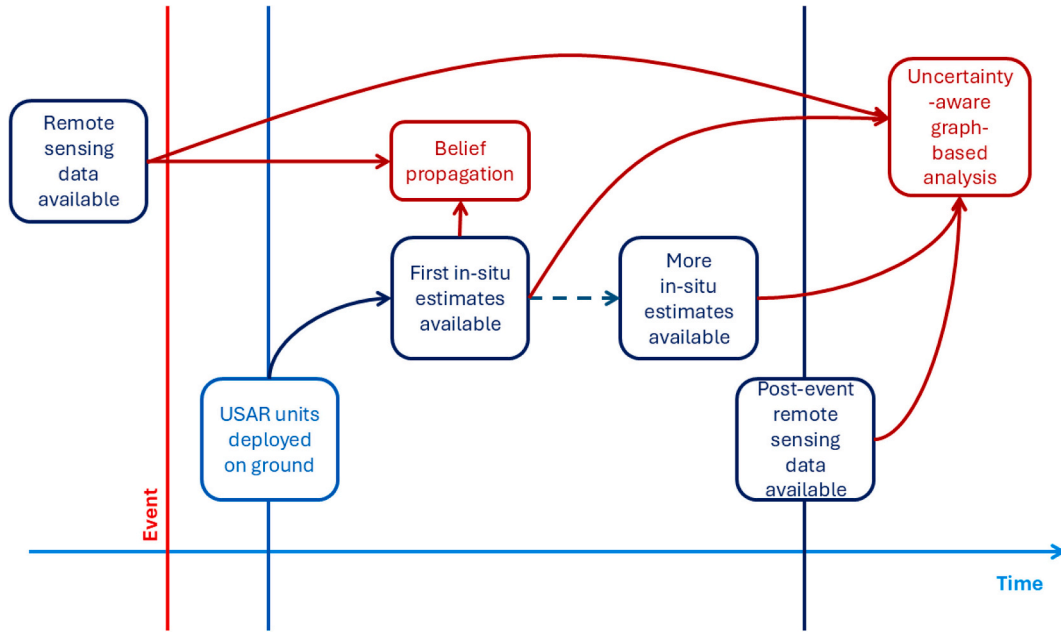 Remote
sensing
data
available
Belief
propagation
Uncertainty
-aware
graph-
based
analysis
First in-situ
estimates
available
More
in-situ
estimates
available
USAR units
deployed
on ground
Post-event
remote
sensing
data
available
Event
Time